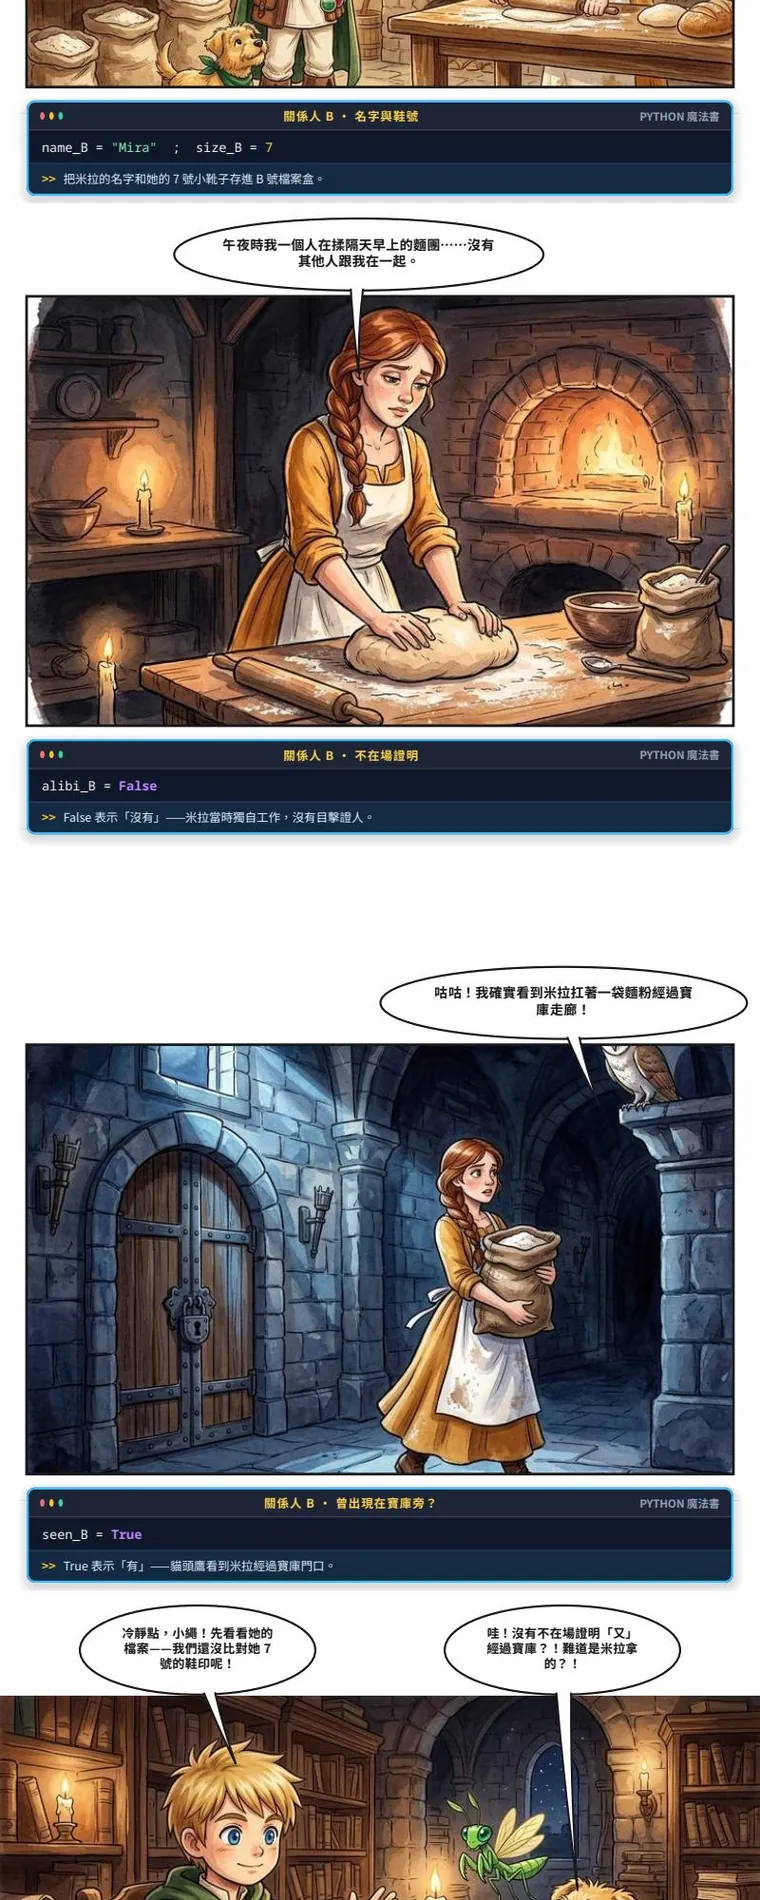 關係人 B · 名字與鞋號
PYTHON 魔法書
name_B = "Mira"  ;  size_B = 7
>> 把米拉的名字和她的 7 號小靴子存進 B 號檔案盒。
午夜時我一個人在揉隔天早上的麵團……沒有
其他人跟我在一起。
關係人 B · 不在場證明
PYTHON 魔法書
alibi_B = False
>> False 表示「沒有」——米拉當時獨自工作，沒有目擊證人。
咕咕！我確實看到米拉扛著一袋麵粉經過寶
庫走廊！
關係人 B · 曾出現在寶庫旁？
PYTHON 魔法書
seen_B = True
>> True 表示「有」——貓頭鷹看到米拉經過寶庫門口。
冷靜點，小繩！先看看她的
檔案——我們還沒比對她 7
號的鞋印呢！
哇！沒有不在場證明「又」
經過寶庫？！難道是米拉拿
的？！